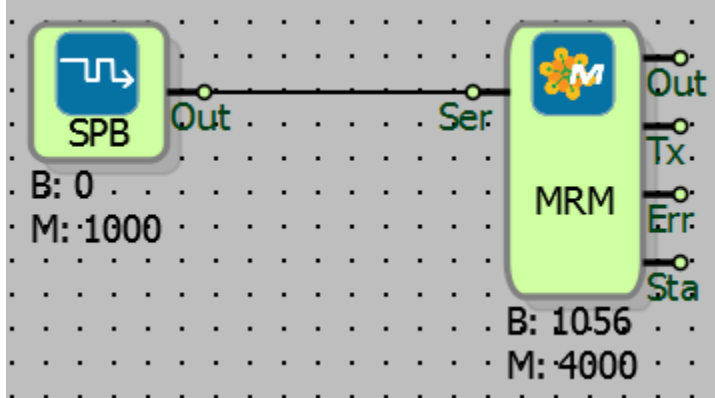 SPB
Out
B: 0
M: 1000
Ser
M
MRM
Out
Tx
Err
Sta
B: 1056
M: 4000